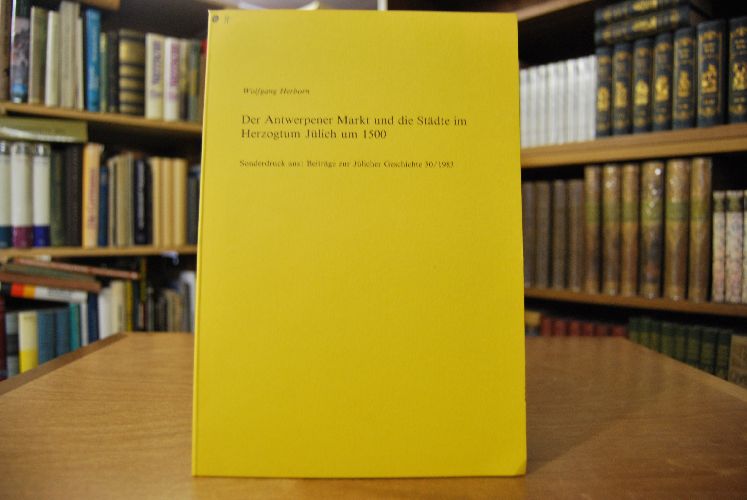 Wolfgang Herborn
Der Antwerpener Markt und die Städte im
Herzogtum Jülich um 1500
Sonderdruck aus: Beiträge zur Jülicher Geschichte 50/1983